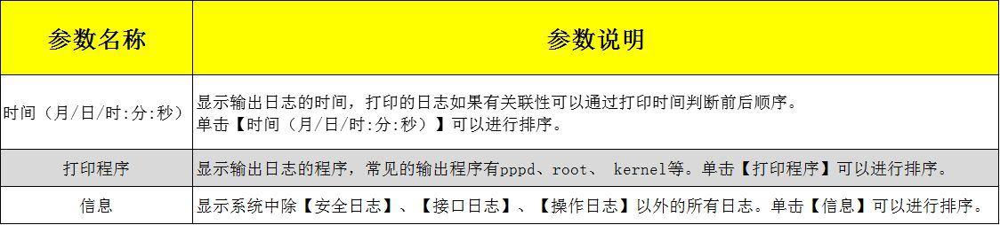 参数名称
参数说明
时间（月/日/时:分:秒）
显示输出日志的时间，打印的日志如果有关联性可以通过打印时间判断前后顺序。
单击【时间（月/日/时:分:秒）】可以进行排序。
打印程序
显示输出日志的程序，常见的输出程序有pppd、root、 kernel等。单击【打印程序】可以进行排序。
信息
显示系统中除【安全日志】、【接口日志】、【操作日志】以外的所有日志。单击【信息】可以进行排序。